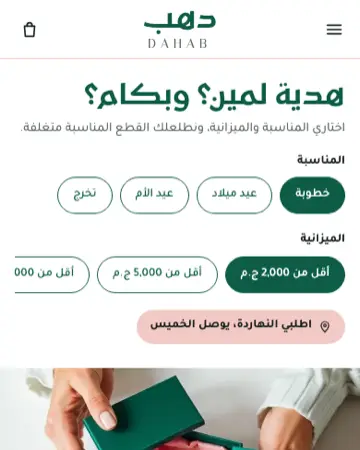 دهب
DAHAB
هدية لمين؟ وبكام؟
اختاري المناسبة والميزانية، ونطلعلك القطع المناسبة متغلفة.
المناسبة
خطوبة
عيد ميلاد
عيد الأم
تخرج
الميزانية
أقل من 2,000 ج.م
أقل من 5,000 ج.م
أقل من 000
اطلبي النهاردة، يوصل الخميس